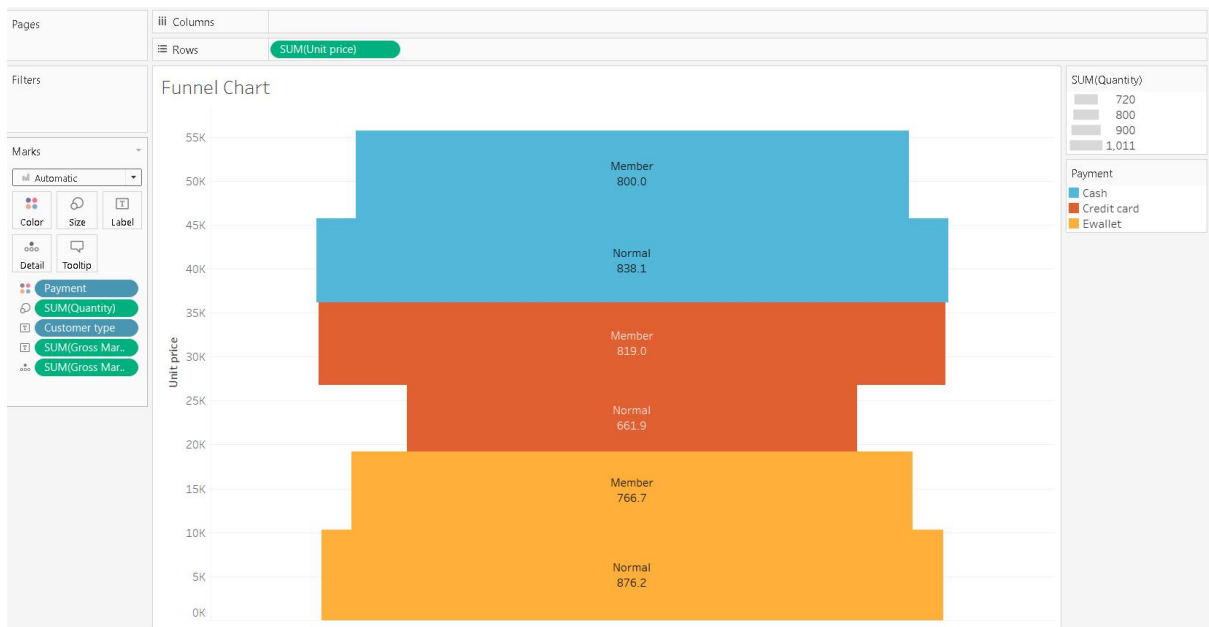 Pages
Columns
Rows
SUM(Unit price)
Filters
Marks
Automatic
Color
Size
Label
Detail
Tooltip
Payment
SUM(Quantity)
Customer type
SUM(Gross Mar..
SUM(Gross Mar..
Funnel Chart
Unit price
55K
50K
45K
40K
35K
30K
25K
20K
15K
10K
5K
0K
Member
800.0
Normal
838.1
Member
819.0
Normal
661.9
Member
766.7
Normal
876.2
SUM(Quantity)
720
800
900
1,011
Payment
Cash
Credit card
Ewallet